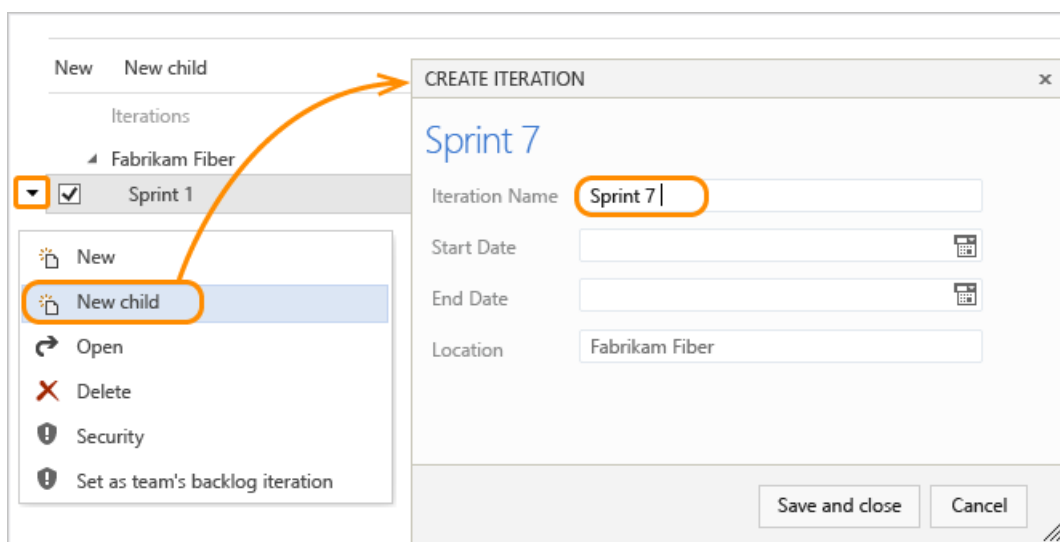 New New child
Iterations
Fabrikam Fiber
Sprint 1
New
New child
Open
Delete
Security
Set as team's backlog iteration
CREATE ITERATION
Sprint 7
Iteration Name Sprint 7
Start Date
End Date
Location Fabrikam Fiber
Save and close Cancel